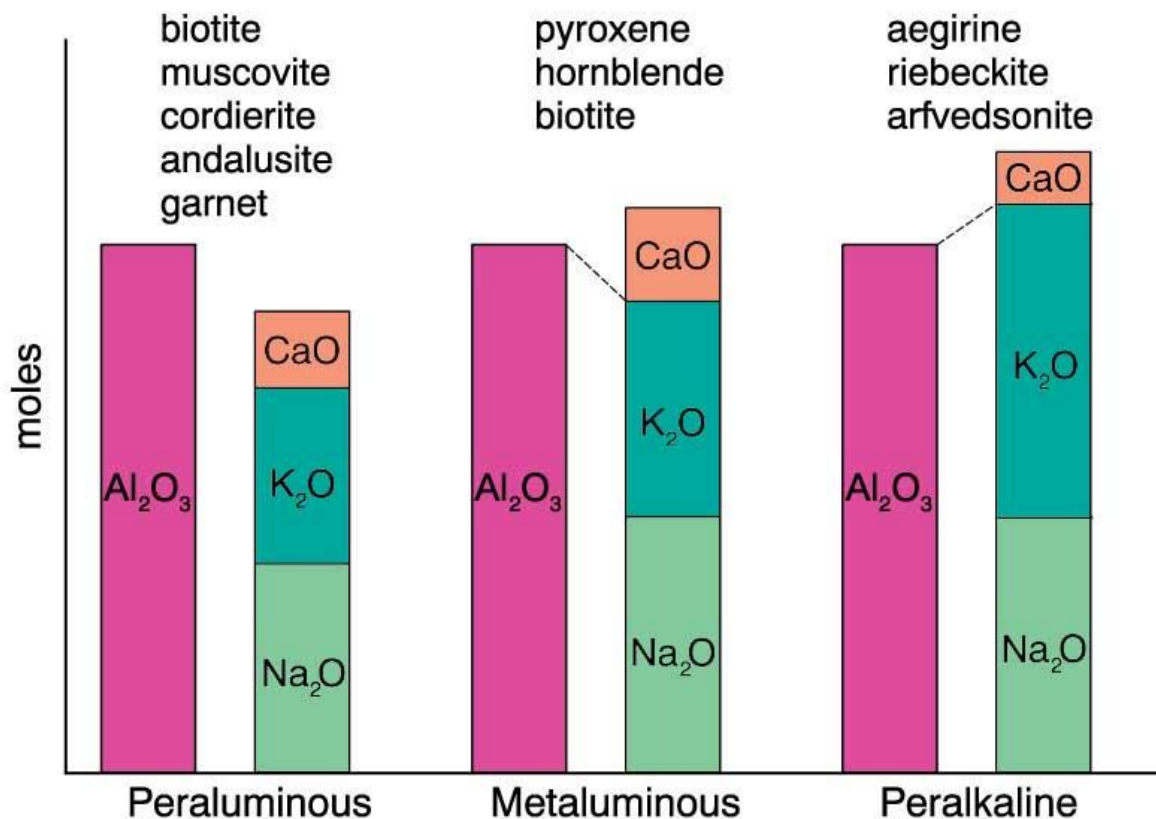 biotite
muscovite
cordierite
andalusite
garnet
pyroxene
hornblende
biotite
aegirine
riebeckite
arfvedsonite
moles
Al₂O₃
CaO
K₂O
Na₂O
Al₂O₃
CaO
K₂O
Na₂O
Al₂O₃
CaO
K₂O
Na₂O
Peraluminous
Metaluminous
Peralkaline